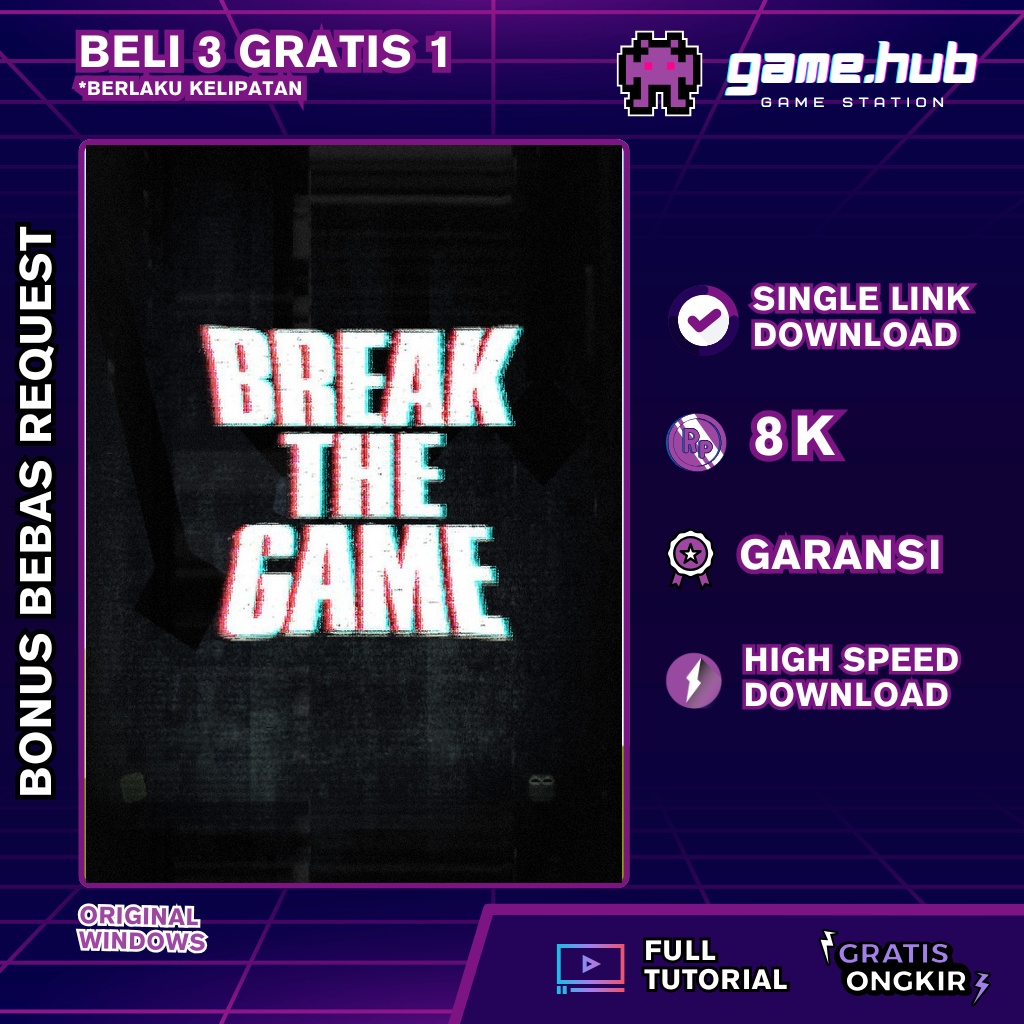 BELI 3 GRATIS 1
*BERLAKU KELIPATAN
game.hub
GAME STATION
BONUS BEBAS REQUEST
BREAK
THE
GAME
SINGLE LINK
DOWNLOAD
Rp
8K
GARANSI
HIGH SPEED
DOWNLOAD
ORIGINAL
WINDOWS
FULL
TUTORIAL
GRATIS
ONGKIR